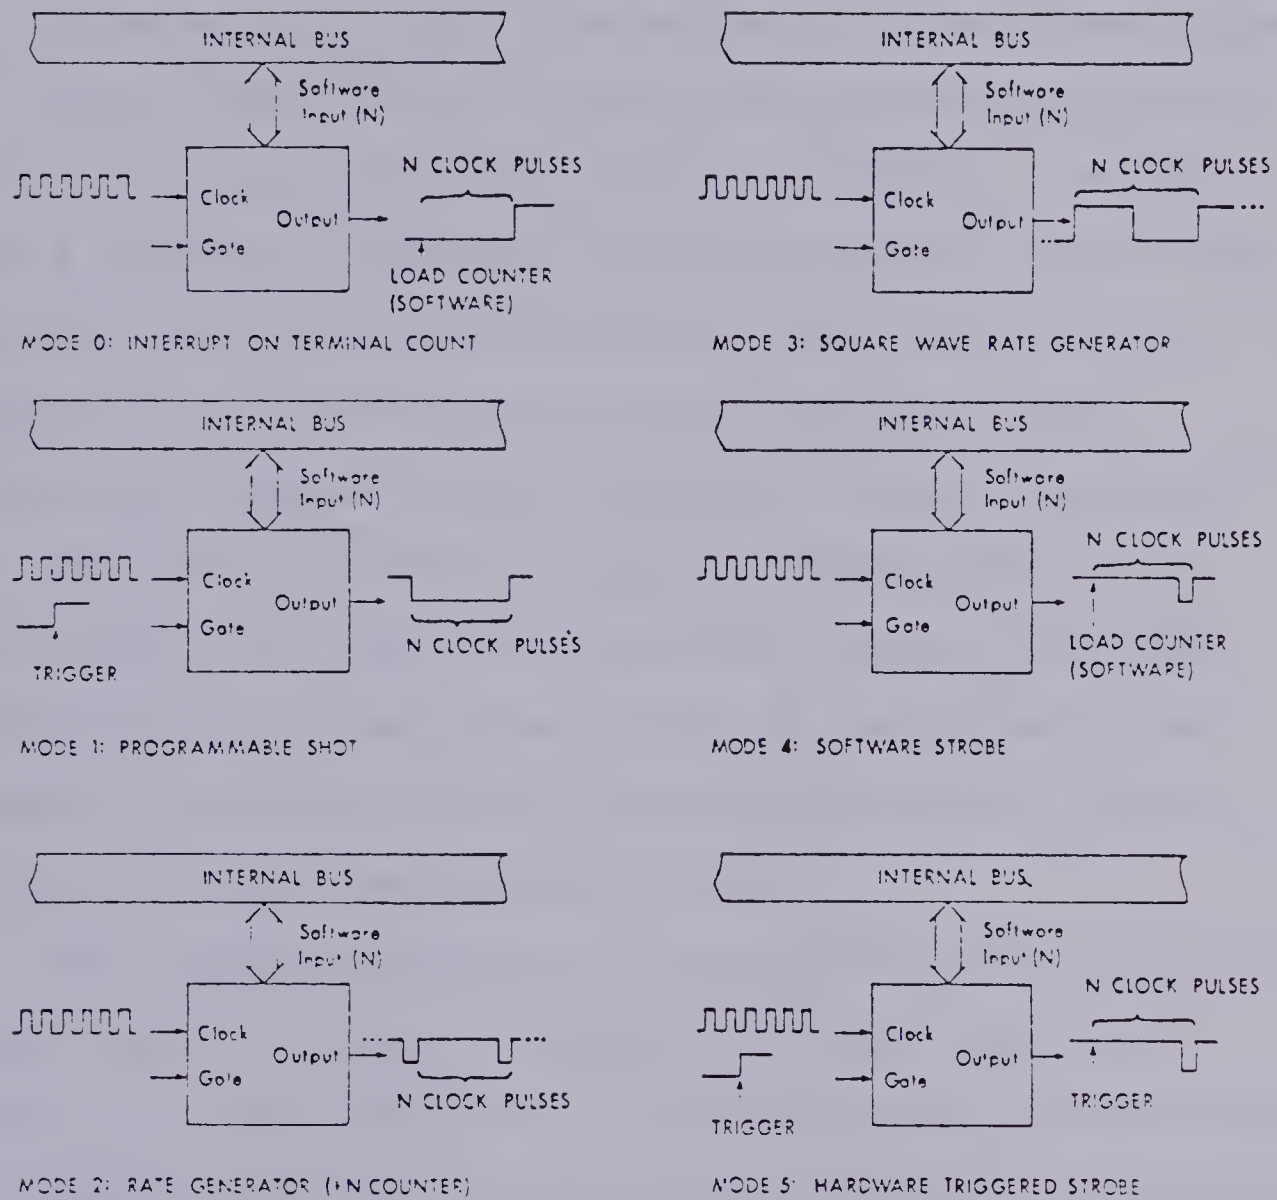 INTERNAL BUS
Software
Input (N)
N CLOCK PULSES
Clock
Output
Gate
LOAD COUNTER
(SOFTWARE)
MODE 0: INTERRUPT ON TERMINAL COUNT
INTERNAL BUS
Software
Input (N)
N CLOCK PULSES
Clock
Output
Gate
MODE 3: SQUARE WAVE RATE GENERATOR
INTERNAL BUS
Software
Input (N)
Clock
Output
Gate
N CLOCK PULSES
TRIGGER
MODE 1: PROGRAMMABLE SHOT
INTERNAL BUS
Software
Input (N)
N CLOCK PULSES
Clock
Output
Gate
LOAD COUNTER
(SOFTWARE)
MODE 4: SOFTWARE STROBE
INTERNAL BUS
Software
Input (N)
Clock
Output
Gate
N CLOCK PULSES
MODE 2: RATE GENERATOR (÷N COUNTER)
INTERNAL BUS
Software
Input (N)
N CLOCK PULSES
Clock
Output
Gate
TRIGGER
TRIGGER
MODE 5: HARDWARE TRIGGERED STROBE